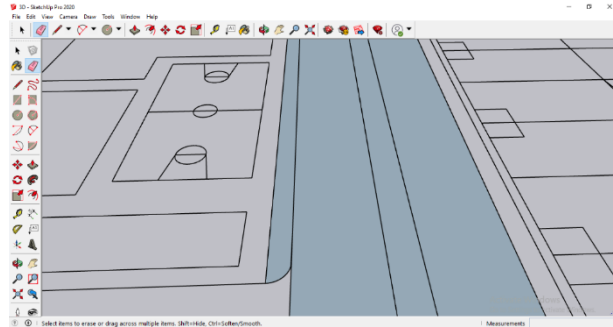 3D - SketchUp Pro 2020
File Edit View Camera Draw Tools Window Help
Select items to erase or drag across multiple items. Shift=Hide, Ctrl=Soften/Smooth.
Measurements